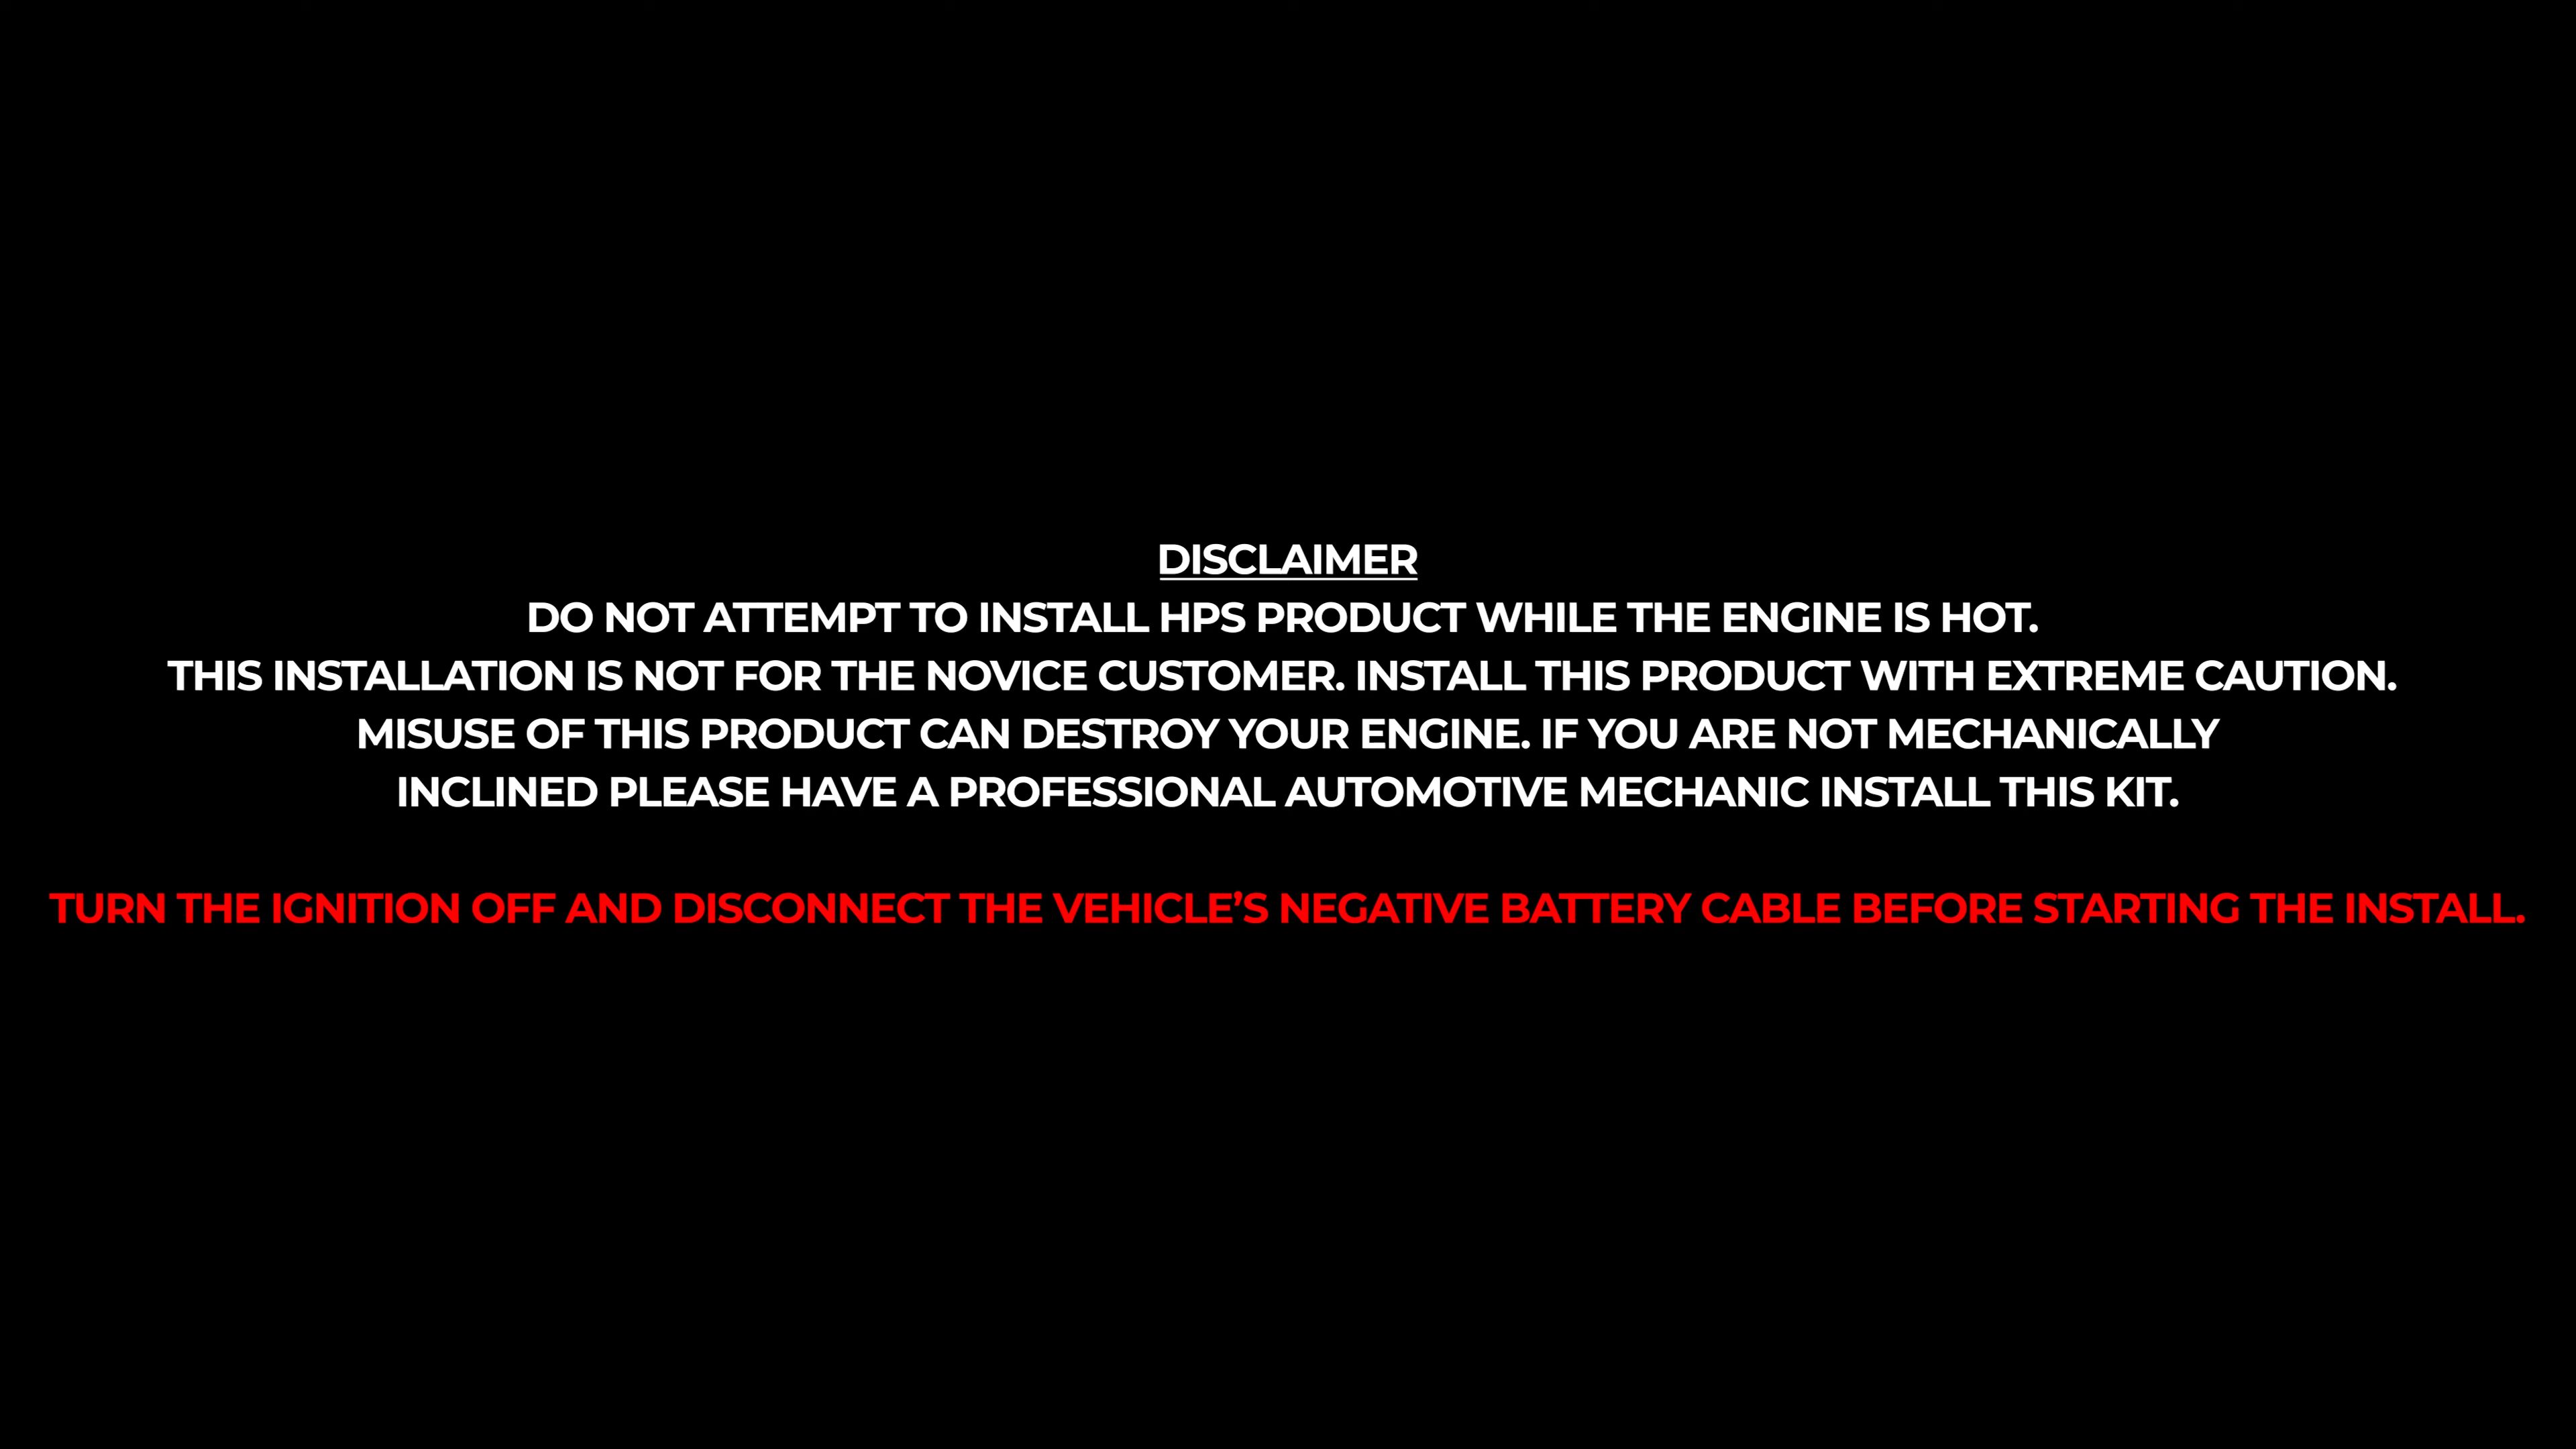 DISCLAIMER
DO NOT ATTEMPT TO INSTALL HPS PRODUCT WHILE THE ENGINE IS HOT.
THIS INSTALLATION IS NOT FOR THE NOVICE CUSTOMER. INSTALL THIS PRODUCT WITH EXTREME CAUTION.
MISUSE OF THIS PRODUCT CAN DESTROY YOUR ENGINE. IF YOU ARE NOT MECHANICALLY
INCLINED PLEASE HAVE A PROFESSIONAL AUTOMOTIVE MECHANIC INSTALL THIS KIT.
TURN THE IGNITION OFF AND DISCONNECT THE VEHICLE’S NEGATIVE BATTERY CABLE BEFORE STARTING THE INSTALL.